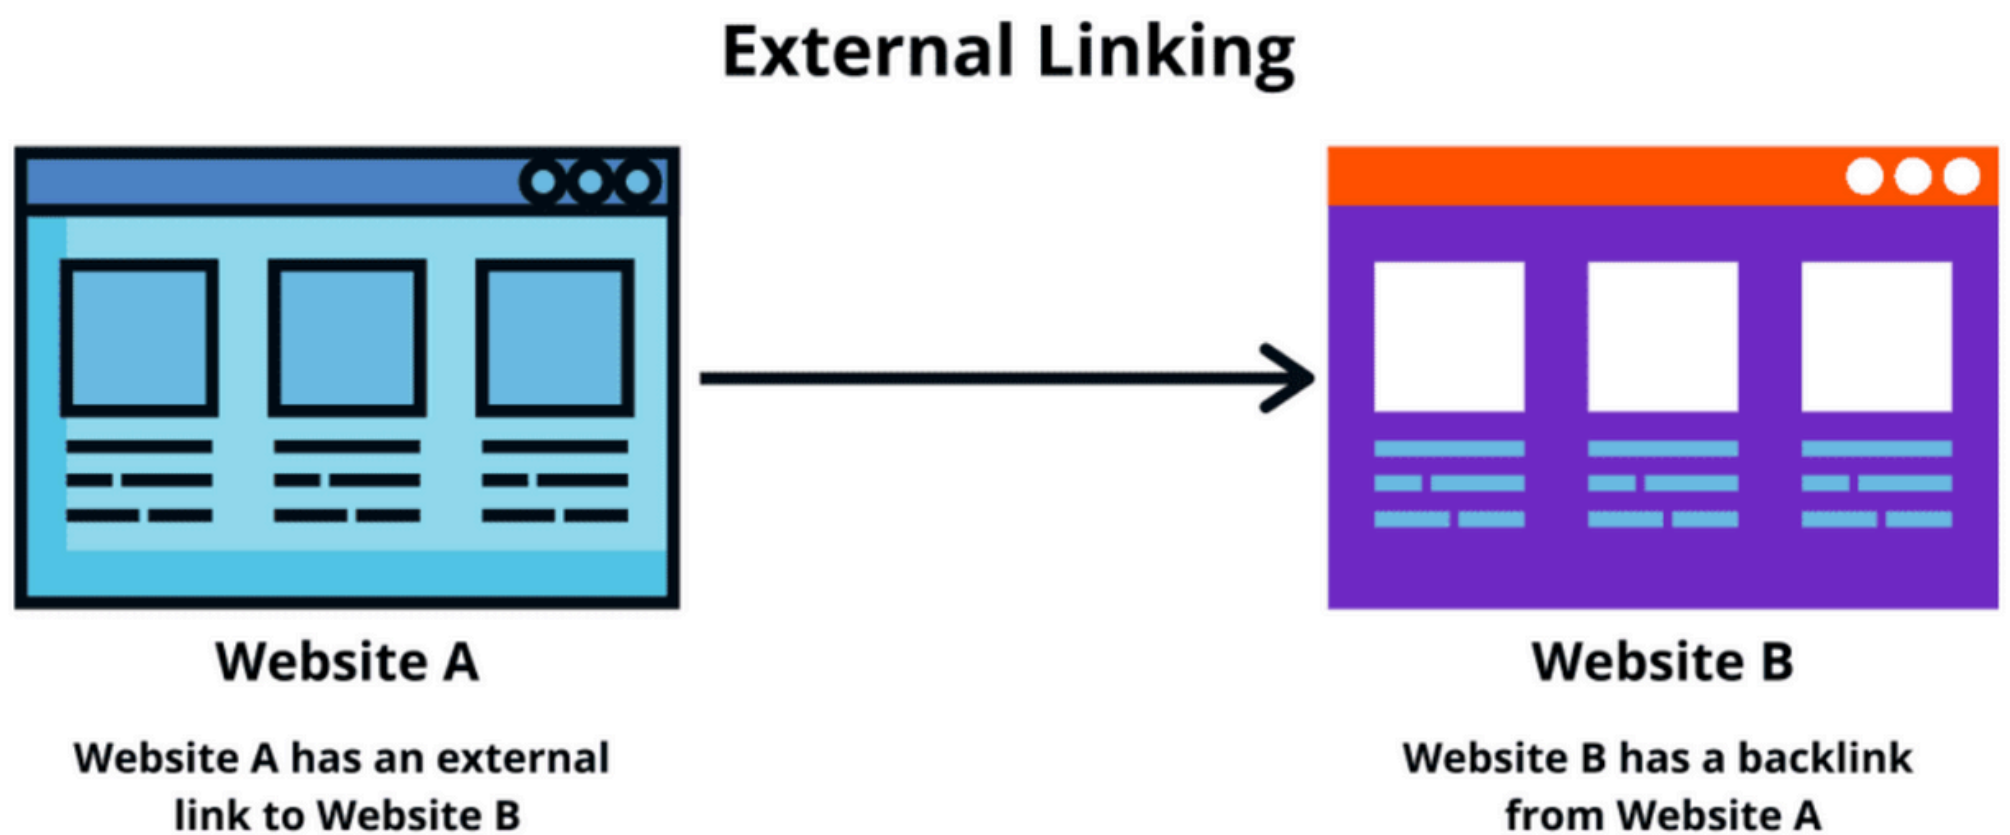 External Linking
Website A
Website B
Website A has an external
link to Website B
Website B has a backlink
from Website A